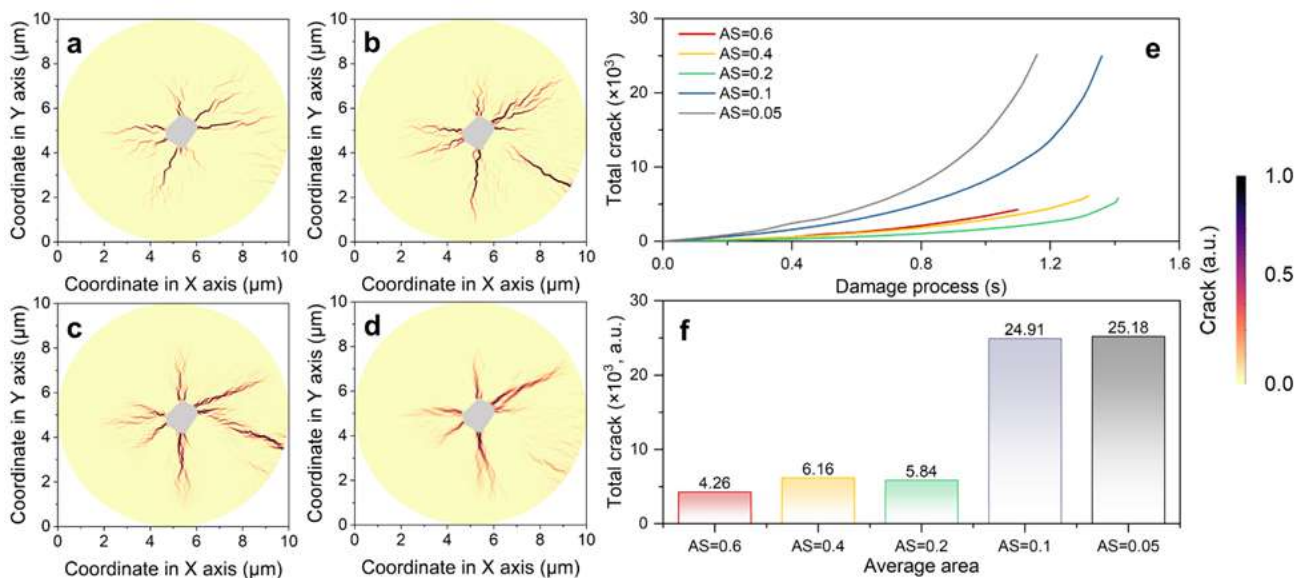 a
Coordinate in Y axis (μm)
10
8
6
4
2
0
0 2 4 6 8 10
Coordinate in X axis (μm)
b
Coordinate in Y axis (μm)
10
8
6
4
2
0
0 2 4 6 8 10
Coordinate in X axis (μm)
c
Coordinate in Y axis (μm)
10
8
6
4
2
0
0 2 4 6 8 10
Coordinate in X axis (μm)
d
Coordinate in Y axis (μm)
10
8
6
4
2
0
0 2 4 6 8 10
Coordinate in X axis (μm)
e
Total crack (×10³)
30
20
10
0
AS=0.6
AS=0.4
AS=0.2
AS=0.1
AS=0.05
0.0 0.4 0.8 1.2 1.6
Damage process (s)
f
Total crack (×10³, a.u.)
30
20
10
0
4.26 6.16 5.84 24.91 25.18
AS=0.6 AS=0.4 AS=0.2 AS=0.1 AS=0.05
Average area
Crack (a.u.)
1.0
0.5
0.0